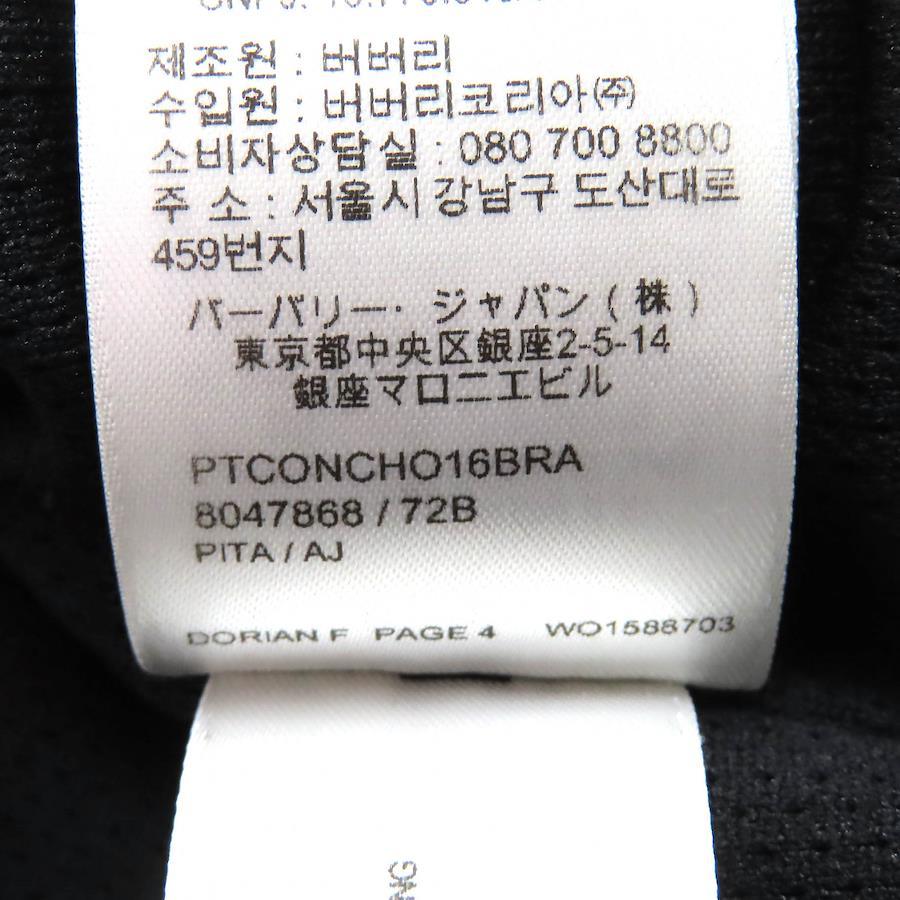 제조원 : 버버리
수입원 : 버버리코리아(주)
소비자상담실 : 080 700 8800
주 소 : 서울시 강남구 도산대로
459번지
バーバリー・ジャパン(株)
東京都中央区銀座2-5-14
銀座マロニエビル
PTCONCHO16BRA
8047868 / 72B
PITA / AJ
DORIAN F PAGE 4 WO1588703